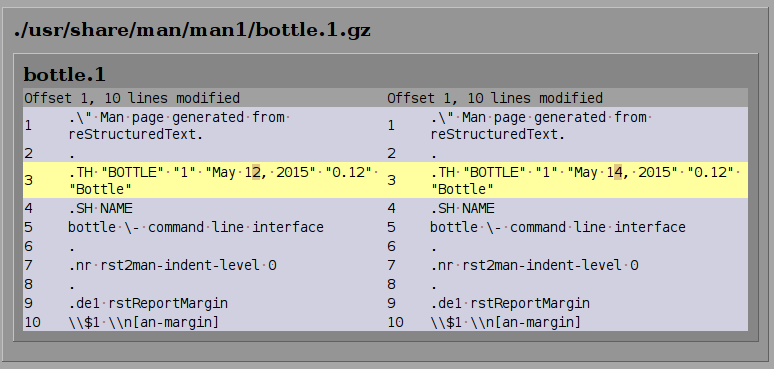 ./usr/share/man/man1/bottle.1.gz
bottle.1
Offset 1, 10 lines modified Offset 1, 10 lines modified
1 .\"·Man·page·generated·from· 1 .\"·Man·page·generated·from·
reStructuredText. reStructuredText.
2 . 2 .
3 .TH·"BOTTLE"·"1"·"May·12,·2015"·"0.12"· 3 .TH·"BOTTLE"·"1"·"May·14,·2015"·"0.12"·
"Bottle" "Bottle"
4 .SH·NAME 4 .SH·NAME
5 bottle·\-·command·line·interface 5 bottle·\-·command·line·interface
6 . 6 .
7 .nr·rst2man-indent-level·0 7 .nr·rst2man-indent-level·0
8 . 8 .
9 .de1·rstReportMargin 9 .de1·rstReportMargin
10 \\$1·\\n[an-margin] 10 \\$1·\\n[an-margin]